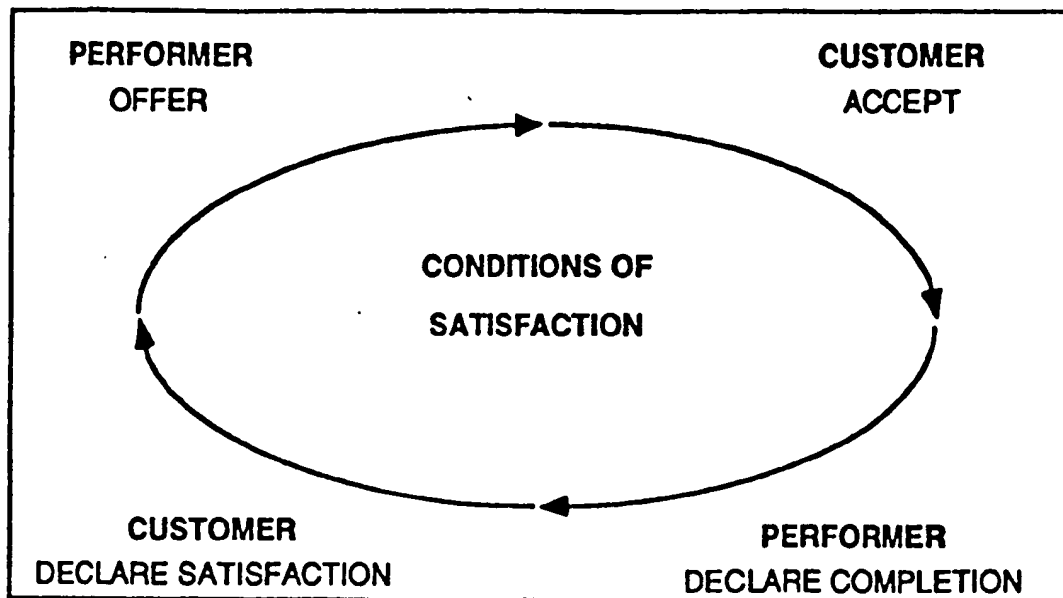 PERFORMER
OFFER
CUSTOMER
ACCEPT
CONDITIONS OF
SATISFACTION
CUSTOMER
DECLARE SATISFACTION
PERFORMER
DECLARE COMPLETION